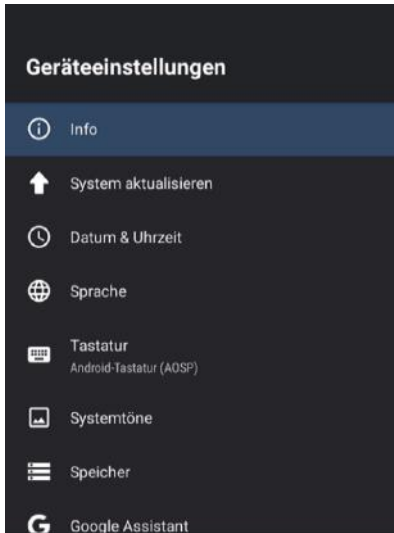 Geräteeinstellungen
Info
System aktualisieren
Datum & Uhrzeit
Sprache
Tastatur
Android-Tastatur (AOSP)
Systemtöne
Speicher
Google Assistant